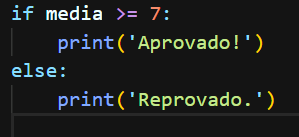 if media >= 7:
    print('Aprovado!')
else:
    print('Reprovado.')